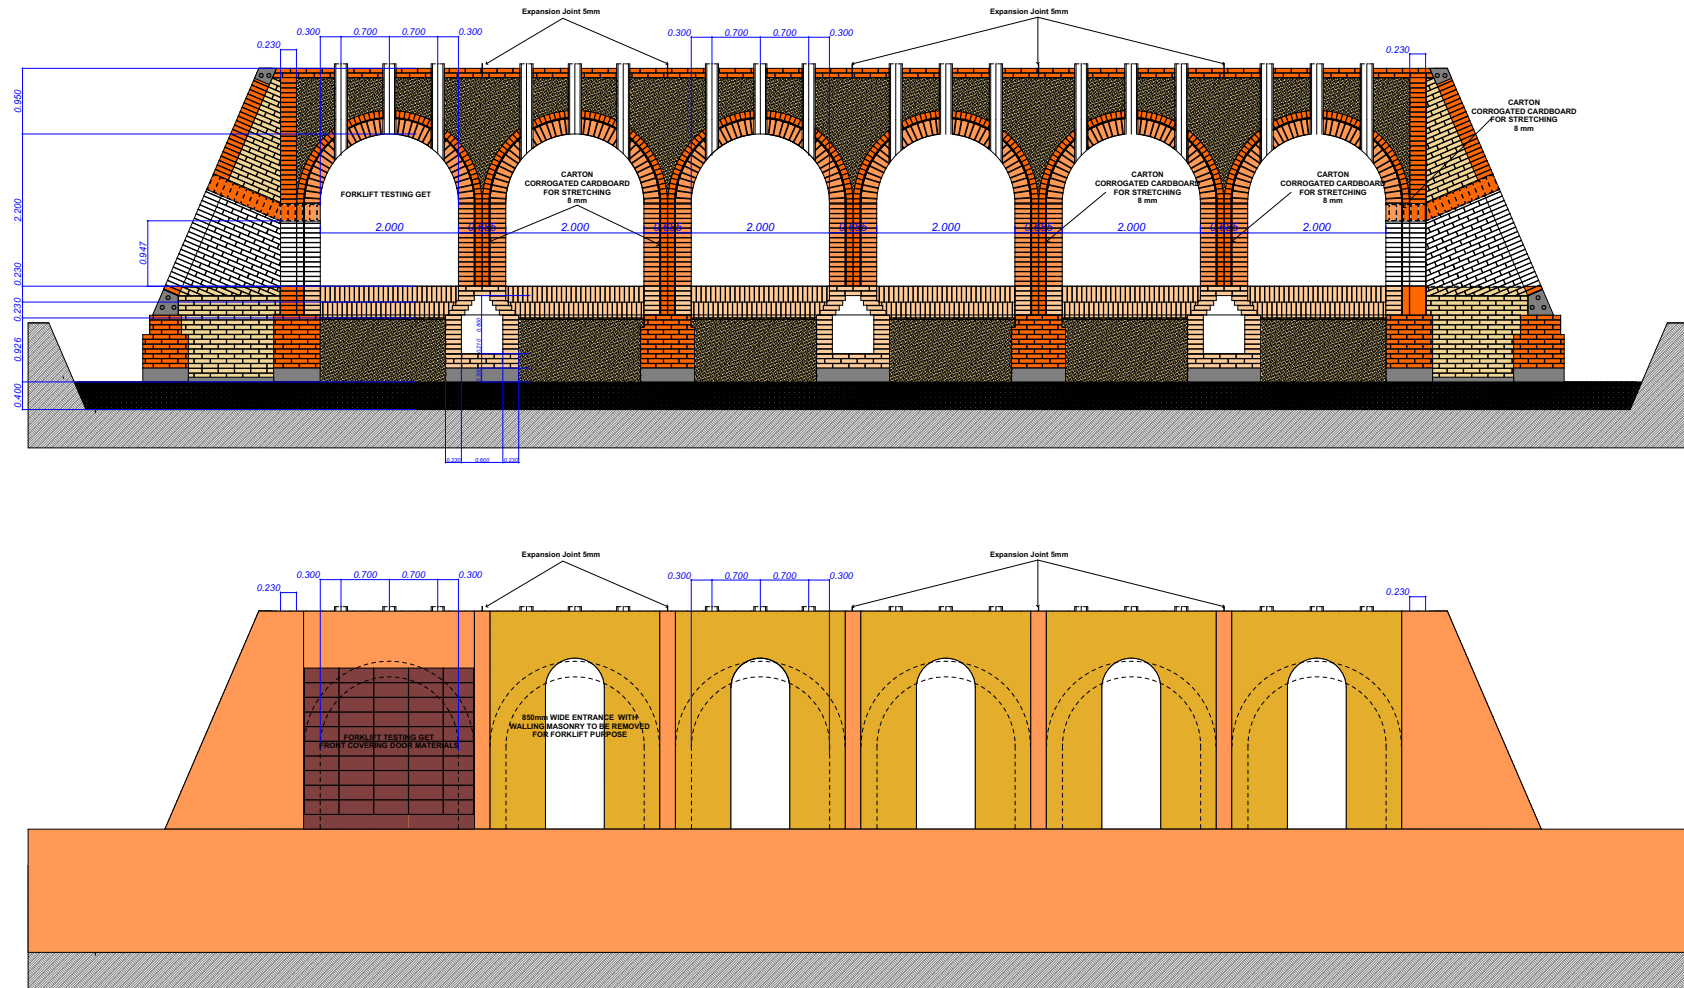 Expansion Joint 5mm
Expansion Joint 5mm
0.300
0.700
0.700
0.300
0.300
0.700
0.700
0.300
0.230
0.230
0.950
CARTON
CORROGATED CARDBOARD
FOR STRETCHING
8 mm
CARTON
CORROGATED CARDBOARD
FOR STRETCHING
8 mm
CARTON
CORROGATED CARDBOARD
FOR STRETCHING
8 mm
CARTON
CORROGATED CARDBOARD
FOR STRETCHING
8 mm
FORKLIFT TESTING GET
2.200
2.000
2.000
2.000
2.000
2.000
2.000
0.947
0.230
0.230
0.926
0.400
0.600
0.210
0.230
0.600
0.230
Expansion Joint 5mm
Expansion Joint 5mm
0.300
0.700
0.700
0.300
0.300
0.700
0.700
0.300
0.230
0.230
850mm WIDE ENTRANCE WITH
WALLING MASONRY TO BE REMOVED
FOR FORKLIFT PURPOSE
FORKLIFT TESTING GET
FRONT COVERING DOOR MATERIALS